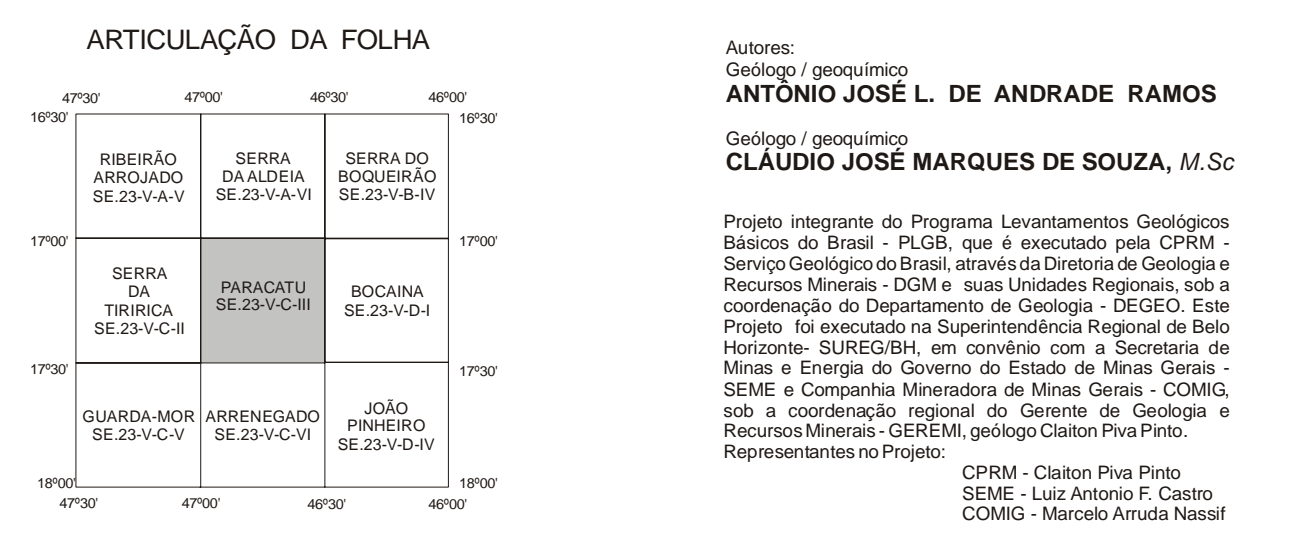 ARTICULAÇÃO DA FOLHA
47º30'
47º00'
46º30'
46º00'
16º30'
16º30'
RIBEIRÃO
ARROJADO
SE.23-V-A-V
SERRA
DA ALDEIA
SE.23-V-A-VI
SERRA DO
BOQUEIRÃO
SE.23-V-B-IV
17º00'
17º00'
SERRA
DA
TIRIRICA
SE.23-V-C-II
PARACATU
SE.23-V-C-III
BOCAINA
SE.23-V-D-I
17º30'
17º30'
GUARDA-MOR
SE.23-V-C-V
ARRENEGADO
SE.23-V-C-VI
JOÃO
PINHEIRO
SE.23-V-D-IV
18º00'
18º00'
47º30'
47º00'
46º30'
46º00'
Autores:
Geólogo / geoquímico
ANTÔNIO JOSÉ L. DE ANDRADE RAMOS
Geólogo / geoquímico
CLÁUDIO JOSÉ MARQUES DE SOUZA, M.Sc
Projeto integrante do Programa Levantamentos Geológicos
Básicos do Brasil - PLGB, que é executado pela CPRM -
Serviço Geológico do Brasil, através da Diretoria de Geologia e
Recursos Minerais - DGM e suas Unidades Regionais, sob a
coordenação do Departamento de Geologia - DEGEO. Este
Projeto foi executado na Superintendência Regional de Belo
Horizonte- SUREG/BH, em convênio com a Secretaria de
Minas e Energia do Governo do Estado de Minas Gerais -
SEME e Companhia Mineradora de Minas Gerais - COMIG,
sob a coordenação regional do Gerente de Geologia e
Recursos Minerais - GEREMI, geólogo Claiton Piva Pinto.
Representantes no Projeto:
CPRM - Claiton Piva Pinto
SEME - Luiz Antonio F. Castro
COMIG - Marcelo Arruda Nassif